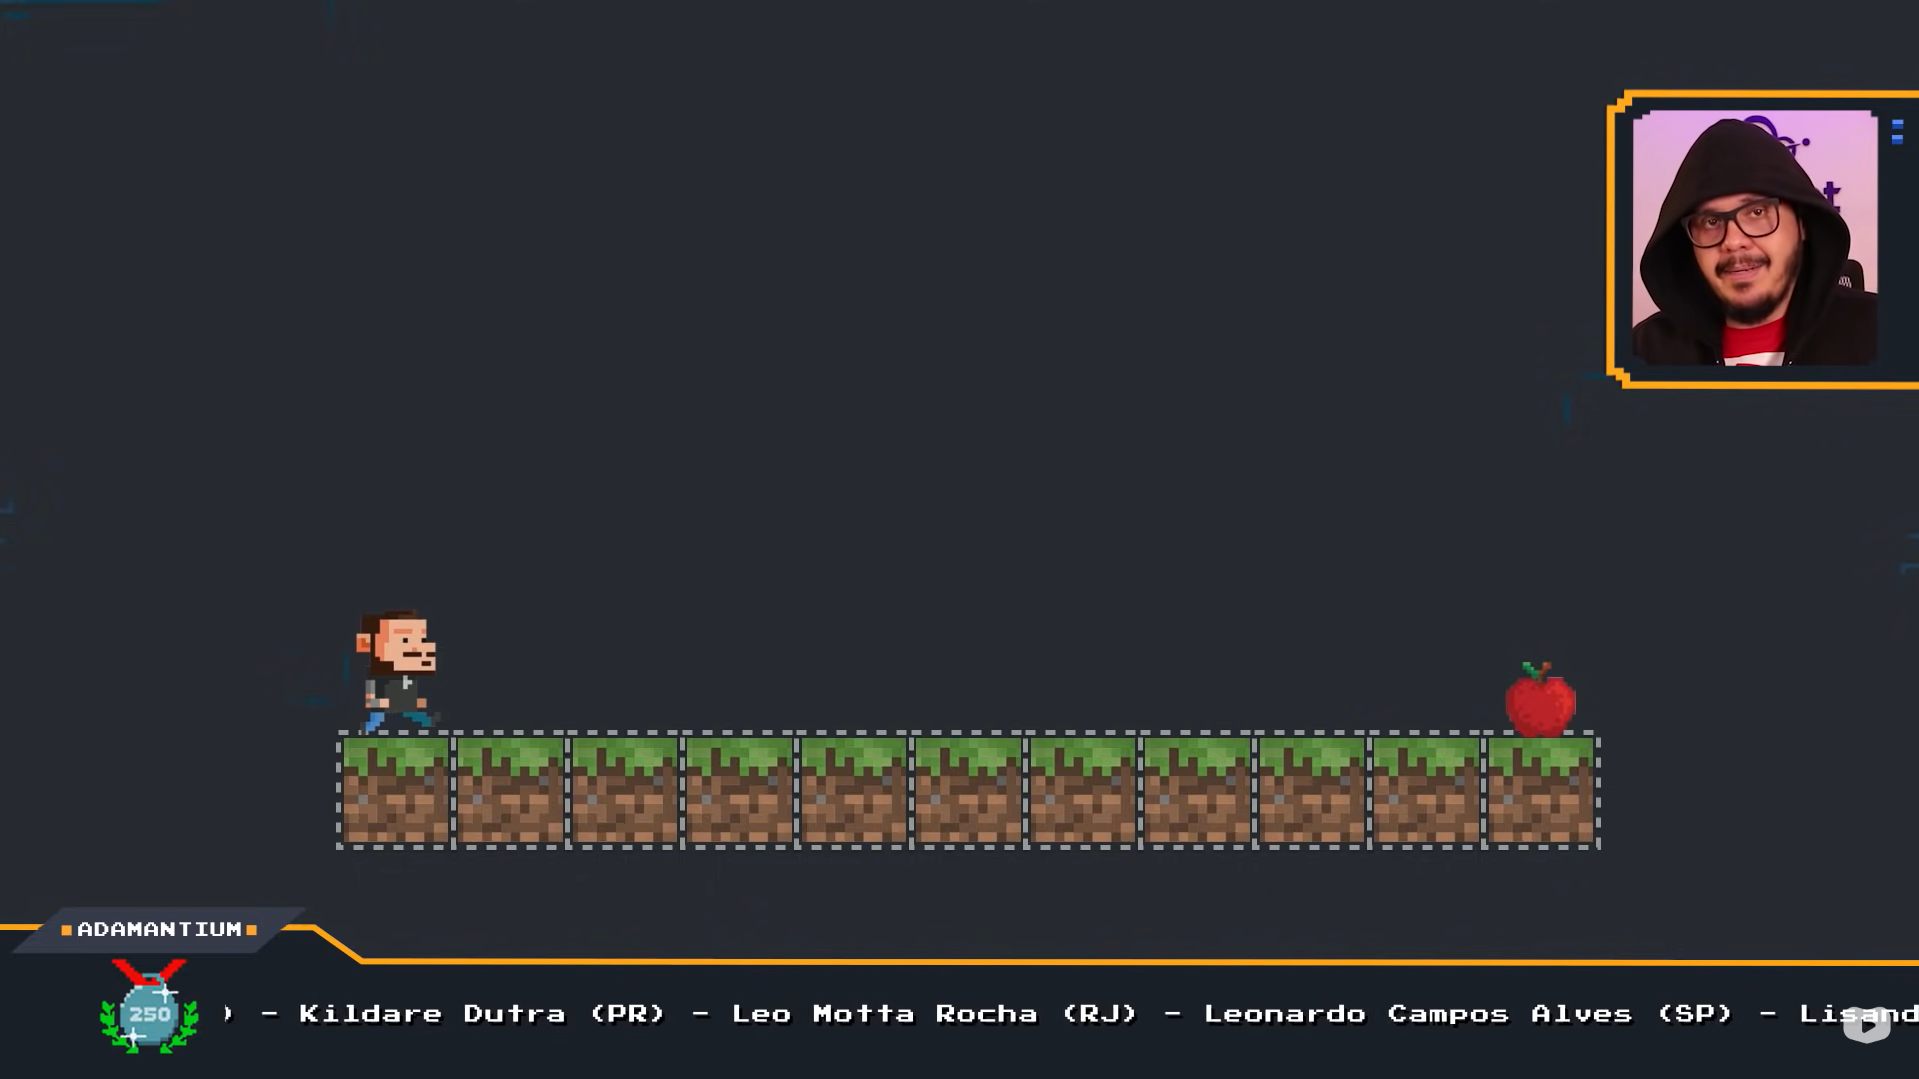 ADAMANTIUM
250
) - Kildare Dutra (PR) - Leo Motta Rocha (RJ) - Leonardo Campos Alves (SP) - Lisand